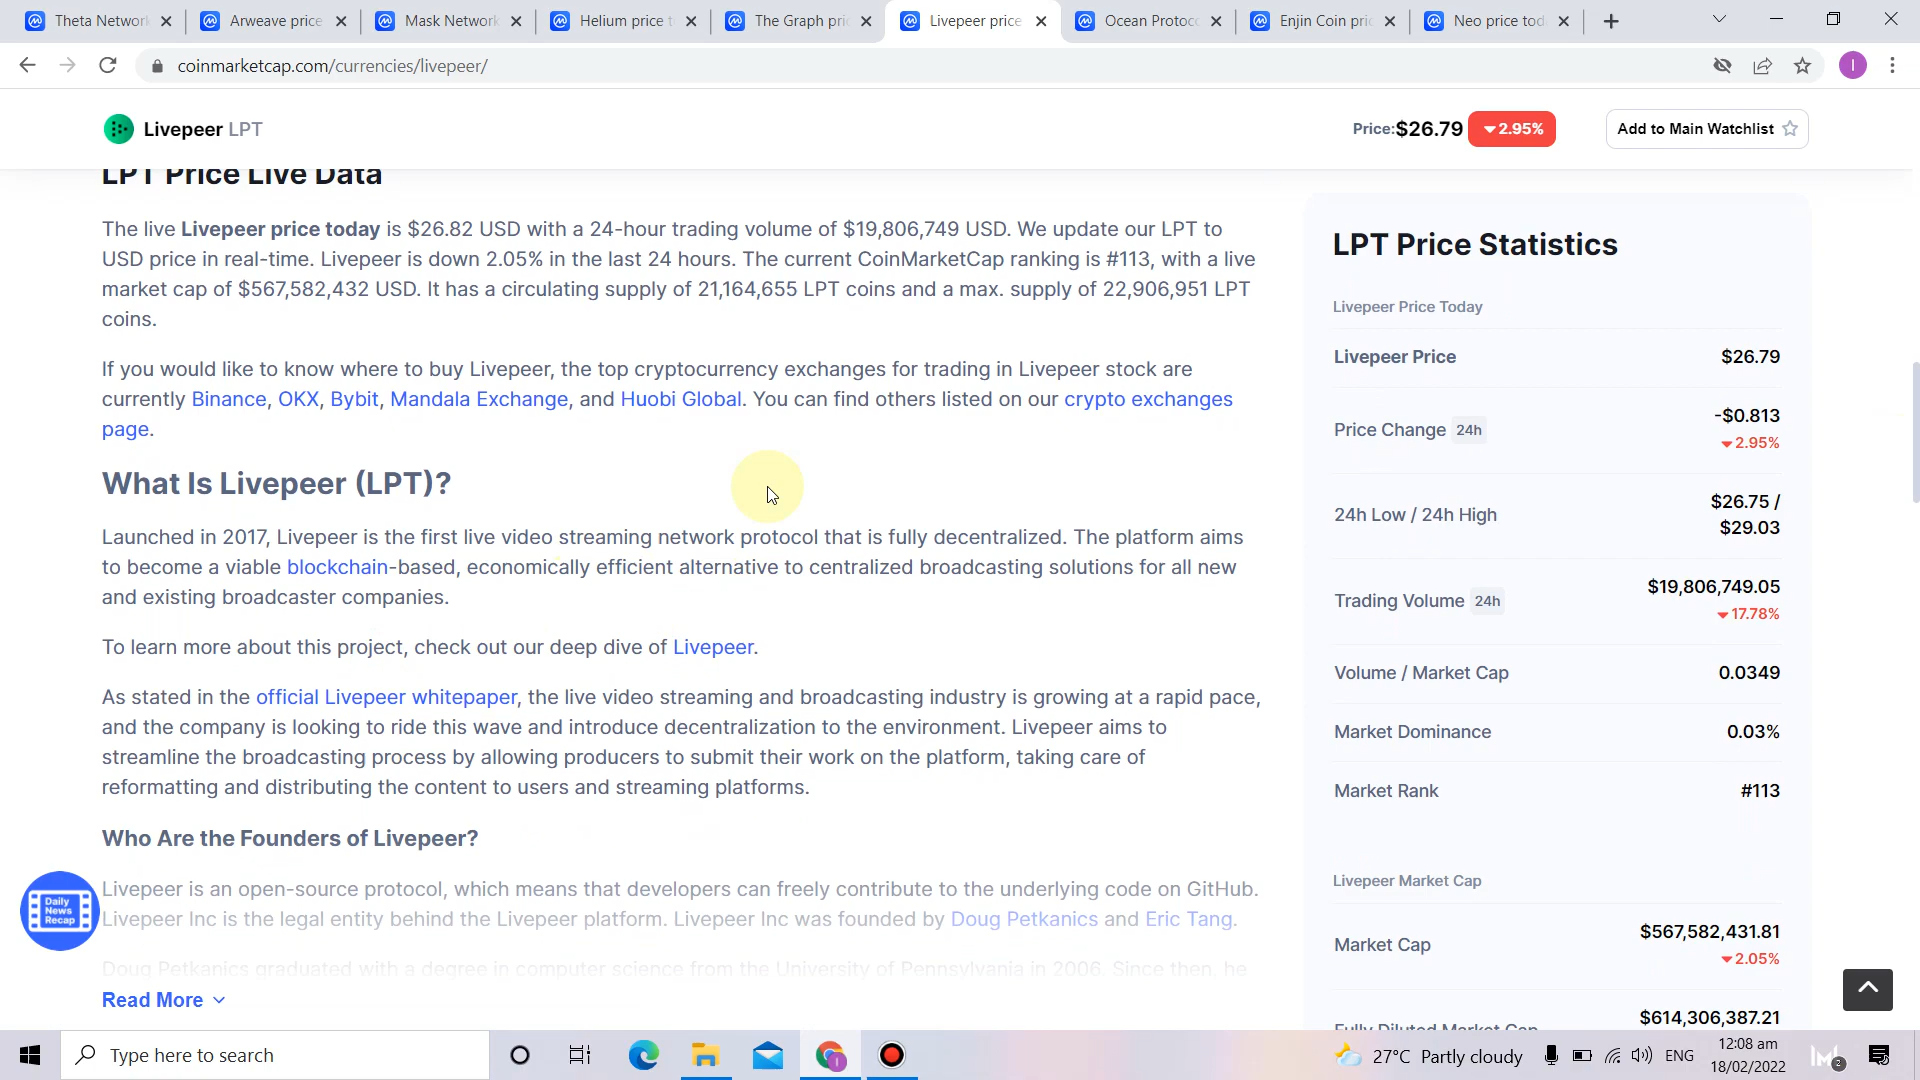 Theta Network
Arweave price
Mask Network
Helium price t
The Graph pric
Livepeer price
Ocean Protoc
Enjin Coin pric
Neo price tod
coinmarketcap.com/currencies/livepeer/
I
Livepeer LPT
Price:$26.79
2.95%
Add to Main Watchlist
LPT Price Live Data
The live Livepeer price today is $26.82 USD with a 24-hour trading volume of $19,806,749 USD. We update our LPT to
USD price in real-time. Livepeer is down 2.05% in the last 24 hours. The current CoinMarketCap ranking is #113, with a live
market cap of $567,582,432 USD. It has a circulating supply of 21,164,655 LPT coins and a max. supply of 22,906,951 LPT
coins.
If you would like to know where to buy Livepeer, the top cryptocurrency exchanges for trading in Livepeer stock are
currently Binance, OKX, Bybit, Mandala Exchange, and Huobi Global. You can find others listed on our crypto exchanges
page.
What Is Livepeer (LPT)?
Launched in 2017, Livepeer is the first live video streaming network protocol that is fully decentralized. The platform aims
to become a viable blockchain-based, economically efficient alternative to centralized broadcasting solutions for all new
and existing broadcaster companies.
To learn more about this project, check out our deep dive of Livepeer.
As stated in the official Livepeer whitepaper, the live video streaming and broadcasting industry is growing at a rapid pace,
and the company is looking to ride this wave and introduce decentralization to the environment. Livepeer aims to
streamline the broadcasting process by allowing producers to submit their work on the platform, taking care of
reformatting and distributing the content to users and streaming platforms.
Who Are the Founders of Livepeer?
Livepeer is an open-source protocol, which means that developers can freely contribute to the underlying code on GitHub.
Livepeer Inc is the legal entity behind the Livepeer platform. Livepeer Inc was founded by Doug Petkanics and Eric Tang.
Doug Petkanics graduated with a degree in computer science from the University of Pennsylvania in 2006. Since then, he
Read More
Daily
News
Recap
LPT Price Statistics
Livepeer Price Today
Livepeer Price
$26.79
Price Change 24h
-$0.813
2.95%
24h Low / 24h High
$26.75 /
$29.03
Trading Volume 24h
$19,806,749.05
17.78%
Volume / Market Cap
0.0349
Market Dominance
0.03%
Market Rank
#113
Livepeer Market Cap
Market Cap
$567,582,431.81
2.05%
Fully Diluted Market Cap
$614,306,387.21
Type here to search
27°C Partly cloudy
ENG
12:08 am
18/02/2022
2